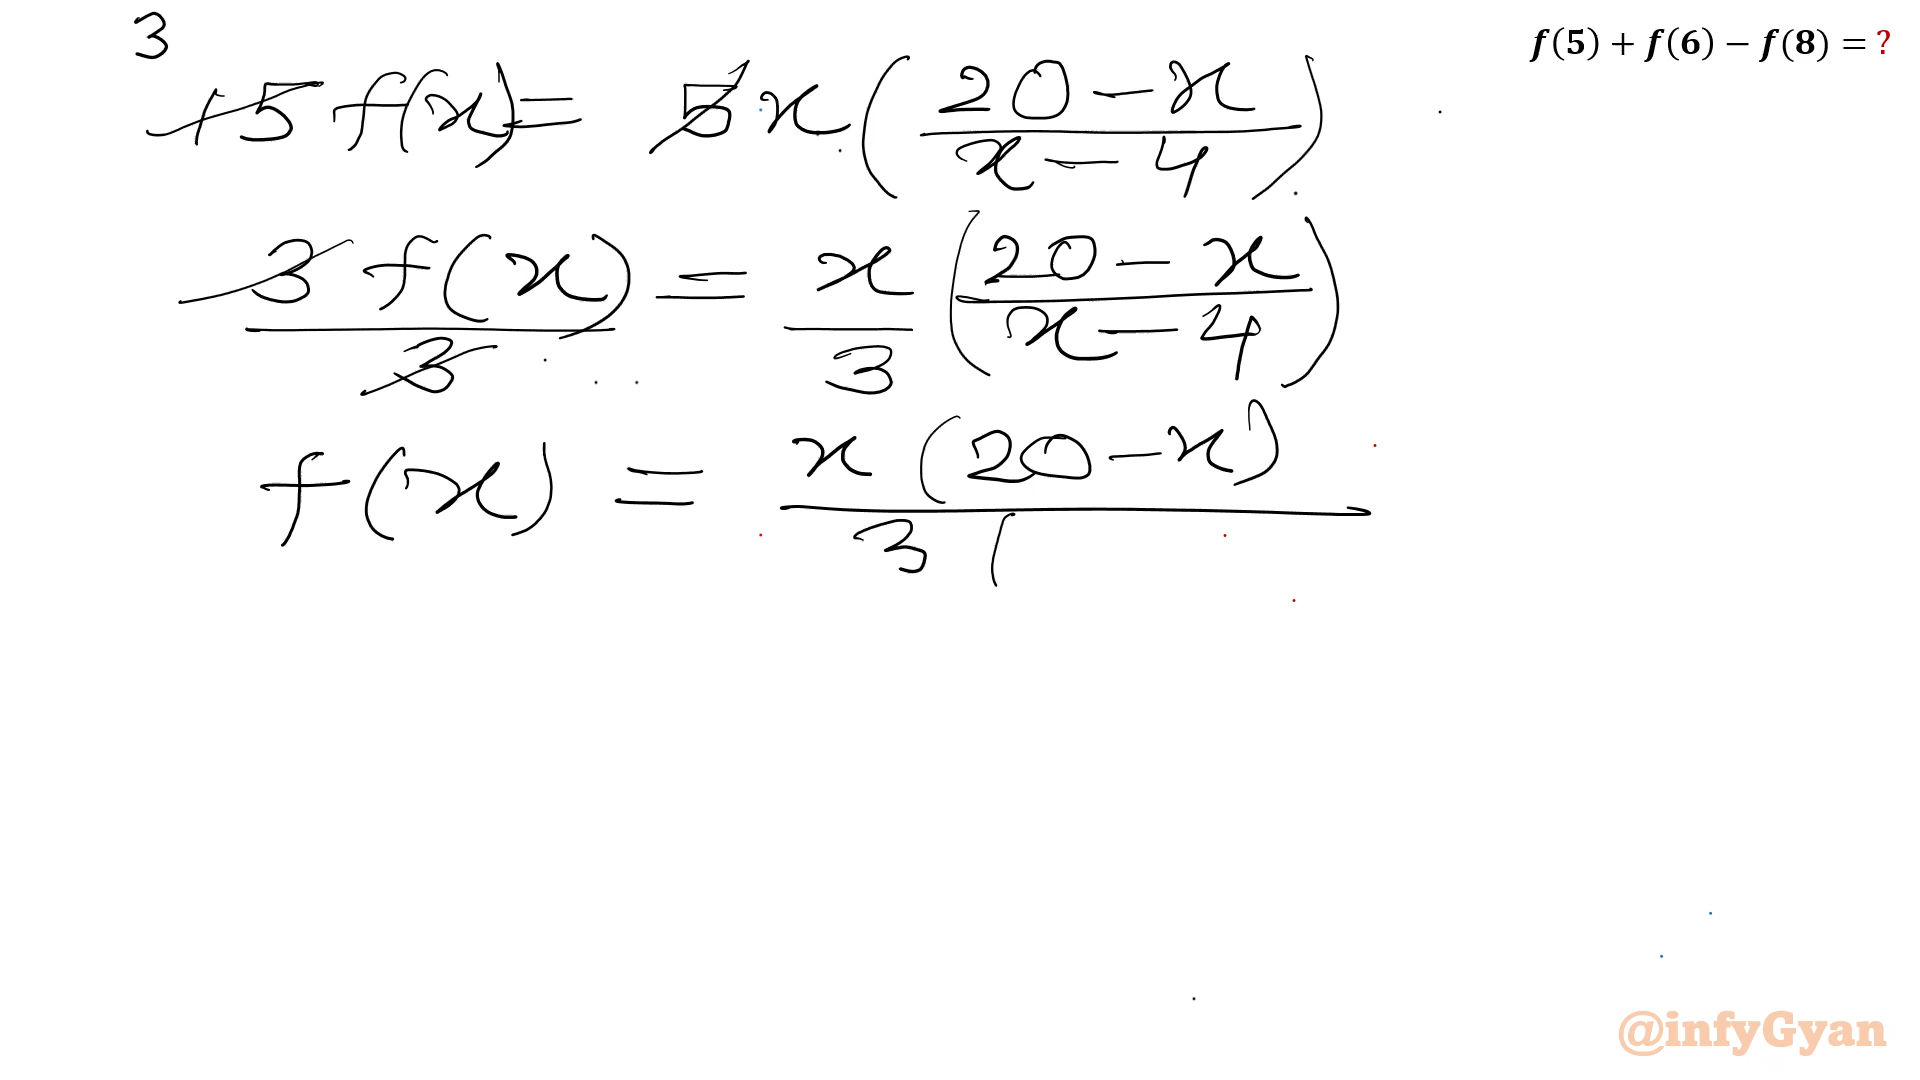 f(5) + f(6) − f(8) = ?
3
15 f(x) = 5x ( (20 − x) / (x − 4) )
3 f(x) / 3 = x / 3 ( (20 − x) / (x − 4) )
f(x) = x (20 − x) / 3 (
@infyGyan